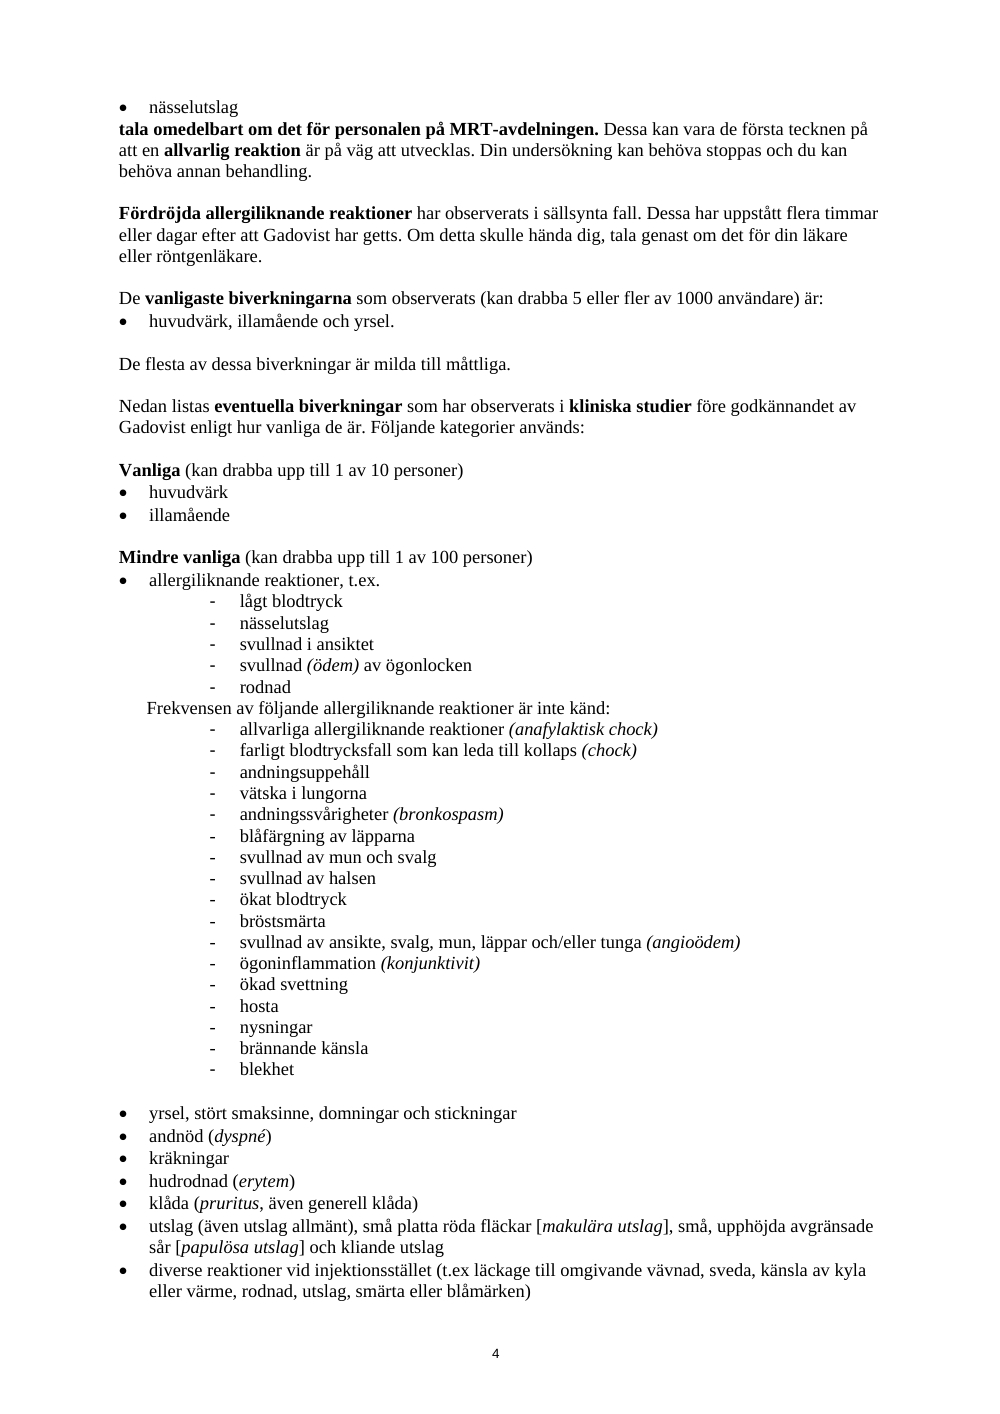 • nässelutslag
tala omedelbart om det för personalen på MRT-avdelningen. Dessa kan vara de första tecknen på
att en allvarlig reaktion är på väg att utvecklas. Din undersökning kan behöva stoppas och du kan
behöva annan behandling.
Fördröjda allergiliknande reaktioner har observerats i sällsynta fall. Dessa har uppstått flera timmar
eller dagar efter att Gadovist har getts. Om detta skulle hända dig, tala genast om det för din läkare
eller röntgenläkare.
De vanligaste biverkningarna som observerats (kan drabba 5 eller fler av 1000 användare) är:
• huvudvärk, illamående och yrsel.
De flesta av dessa biverkningar är milda till måttliga.
Nedan listas eventuella biverkningar som har observerats i kliniska studier före godkännandet av
Gadovist enligt hur vanliga de är. Följande kategorier används:
Vanliga (kan drabba upp till 1 av 10 personer)
• huvudvärk
• illamående
Mindre vanliga (kan drabba upp till 1 av 100 personer)
• allergiliknande reaktioner, t.ex.
- lågt blodtryck
- nässelutslag
- svullnad i ansiktet
- svullnad (ödem) av ögonlocken
- rodnad
Frekvensen av följande allergiliknande reaktioner är inte känd:
- allvarliga allergiliknande reaktioner (anafylaktisk chock)
- farligt blodtrycksfall som kan leda till kollaps (chock)
- andningsuppehåll
- vätska i lungorna
- andningssvårigheter (bronkospasm)
- blåfärgning av läpparna
- svullnad av mun och svalg
- svullnad av halsen
- ökat blodtryck
- bröstsmärta
- svullnad av ansikte, svalg, mun, läppar och/eller tunga (angioödem)
- ögoninflammation (konjunktivit)
- ökad svettning
- hosta
- nysningar
- brännande känsla
- blekhet
• yrsel, stört smaksinne, domningar och stickningar
• andnöd (dyspné)
• kräkningar
• hudrodnad (erytem)
• klåda (pruritus, även generell klåda)
• utslag (även utslag allmänt), små platta röda fläckar [makulära utslag], små, upphöjda avgränsade
sår [papulösa utslag] och kliande utslag
• diverse reaktioner vid injektionsstället (t.ex läckage till omgivande vävnad, sveda, känsla av kyla
eller värme, rodnad, utslag, smärta eller blåmärken)
4